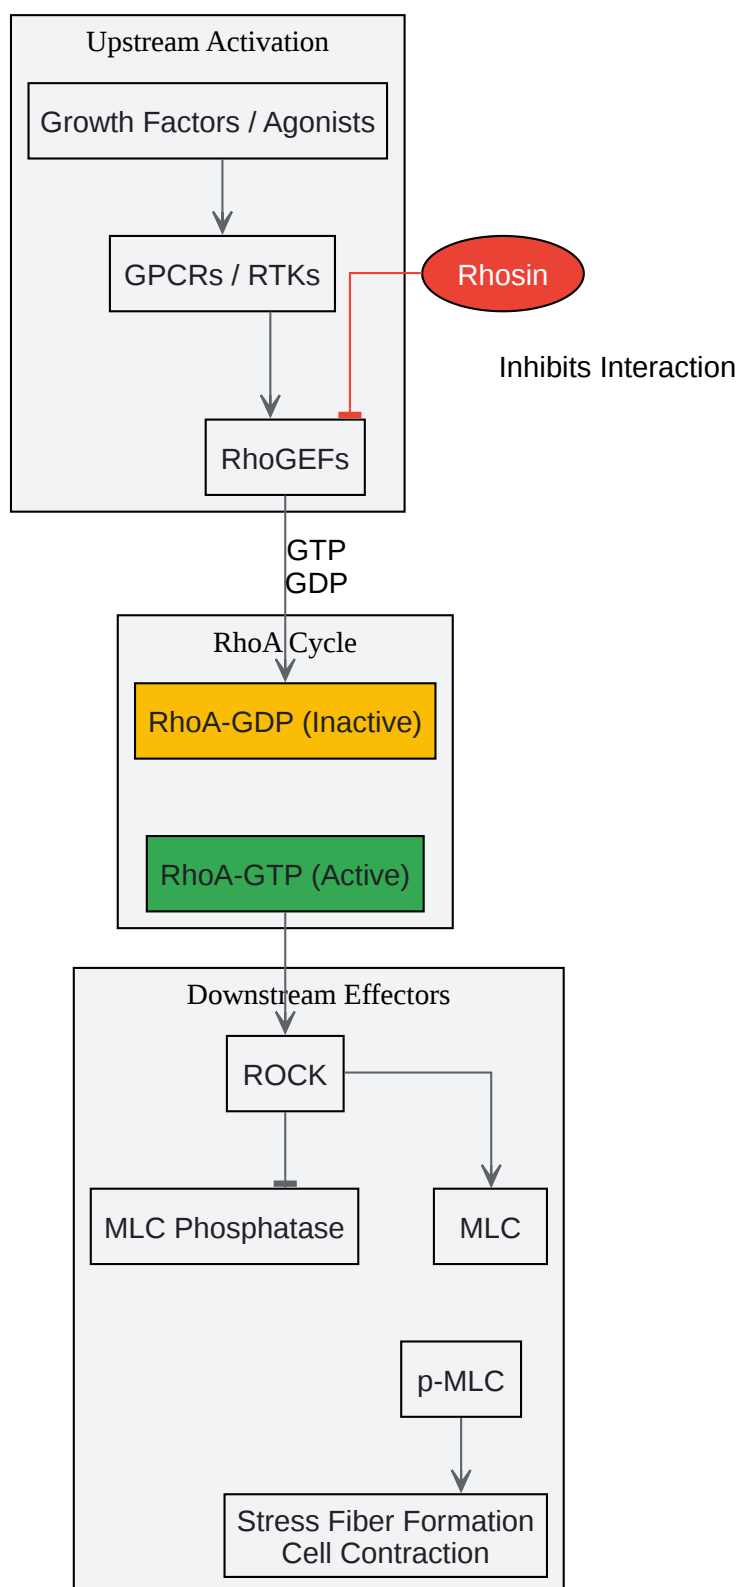 Upstream Activation
Growth Factors / Agonists
GPCRs / RTKs
Rhosin
Inhibits Interaction
RhoGEFs
GTP
GDP
RhoA Cycle
RhoA-GDP (Inactive)
RhoA-GTP (Active)
Downstream Effectors
ROCK
MLC Phosphatase
MLC
p-MLC
Stress Fiber Formation
Cell Contraction